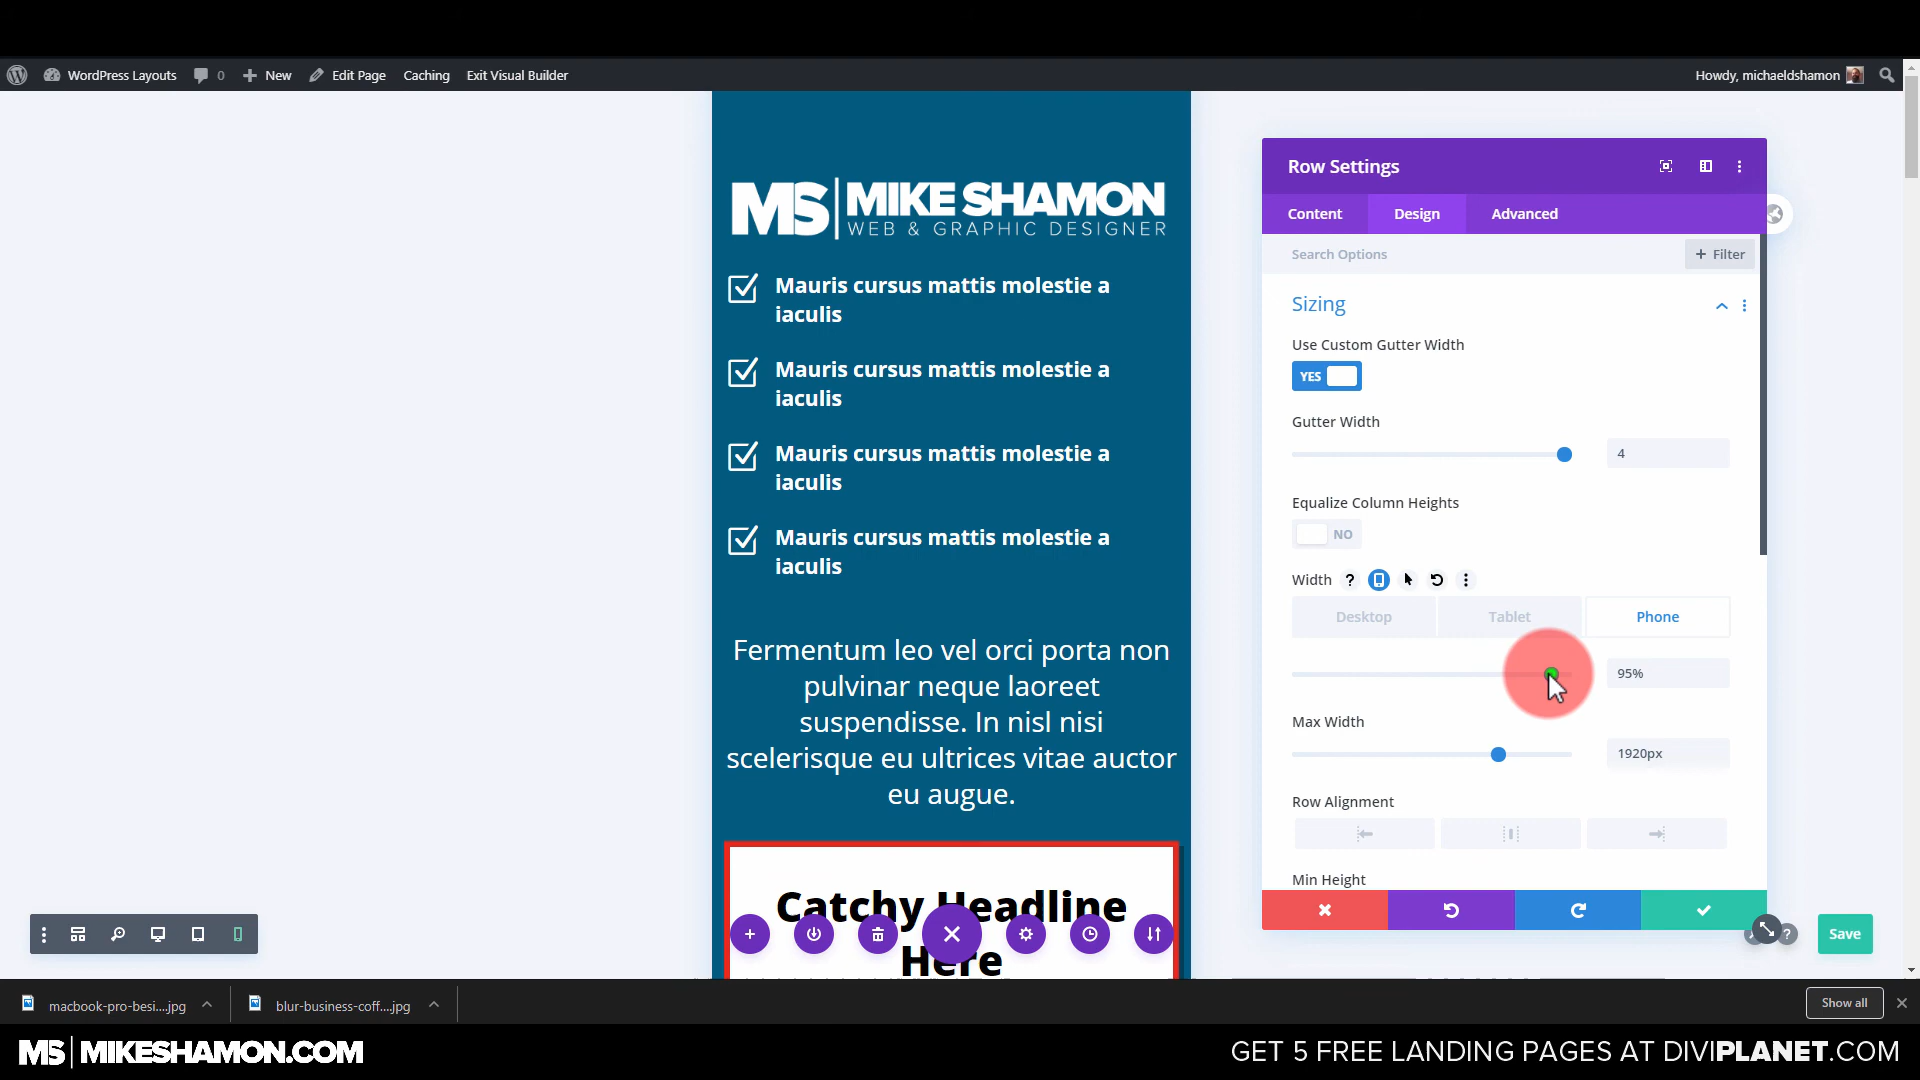 WordPress Layouts 0 New Edit Page Caching Exit Visual Builder Howdy, michaeldshamon
MS MIKE SHAMON
WEB & GRAPHIC DESIGNER
Mauris cursus mattis molestie a
iaculis
Mauris cursus mattis molestie a
iaculis
Mauris cursus mattis molestie a
iaculis
Mauris cursus mattis molestie a
iaculis
Fermentum leo vel orci porta non
pulvinar neque laoreet
suspendisse. In nisl nisi
scelerisque eu ultrices vitae auctor
eu augue.
Catchy Headline
Here
Row Settings
Content Design Advanced
Search Options + Filter
Sizing
Use Custom Gutter Width
YES
Gutter Width
4
Equalize Column Heights
NO
Width ?
Desktop Tablet Phone
95%
Max Width
1920px
Row Alignment
Min Height
? Save
macbook-pro-besi....jpg blur-business-coff....jpg Show all
MS MIKESHAMON.COM GET 5 FREE LANDING PAGES AT DIVIPLANET.COM